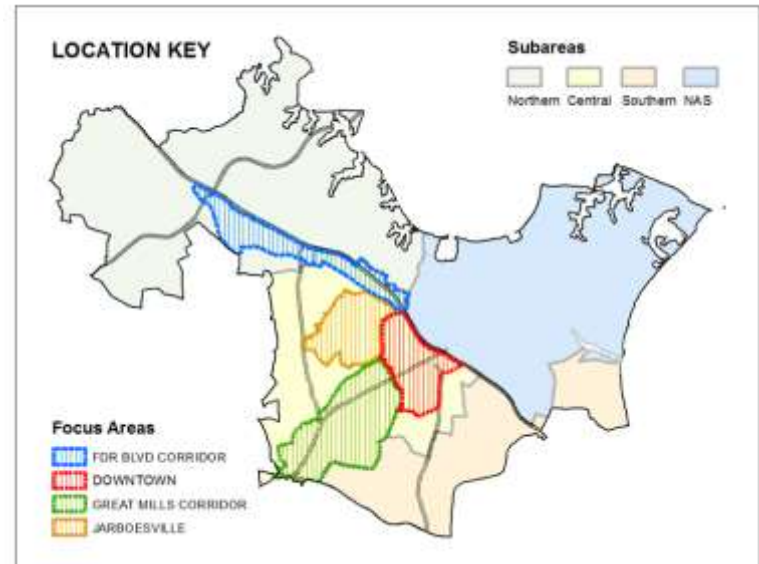 LOCATION KEY
Subareas
Northern Central Southern NAS
Focus Areas
FDR BLVD CORRIDOR
DOWNTOWN
GREAT MILLS CORRIDOR
JARBOESVILLE